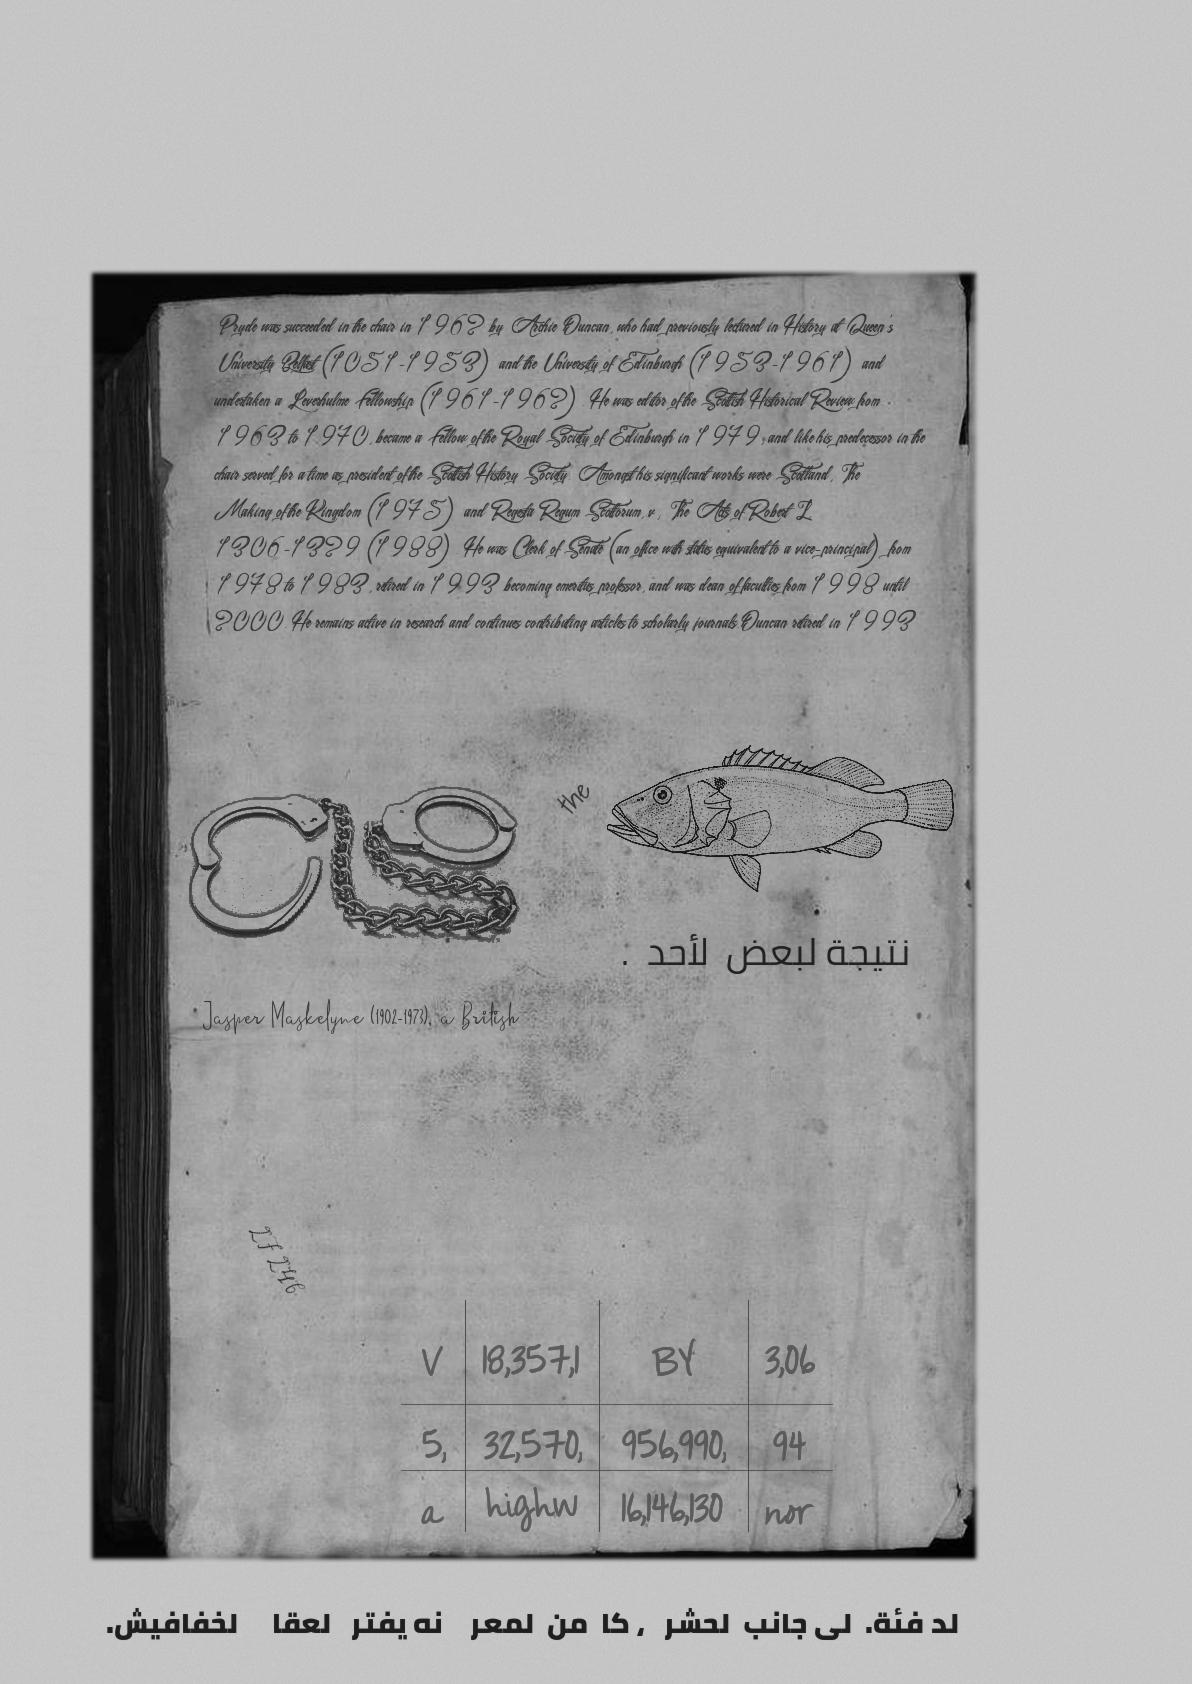 Pryde was succeeded in the chair in 1962 by Archie Duncan, who had previously lectured in History at Queen's
University Belfast (1051-1953) and the University of Edinburgh (1953-1961) and
undertaken a Leverhulme Fellowship (1961-1962). He was editor of the Scottish Historical Review from
1963 to 1970, became a Fellow of the Royal Society of Edinburgh in 1979, and like his predecessor in the
chair served for a time as president of the Scottish History Society. Amongst his significant works were Scotland, The
Making of the Kingdom (1975) and Regesta Regum Scottorum, v, The Acts of Robert I,
1306-1329 (1988). He was Clerk of Senate (an office with status equivalent to a vice-principal), from
1978 to 1983, retired in 1993 becoming emeritus professor, and was dean of faculties from 1998 until
2000. He remains active in research and continues contributing articles to scholarly journals. Duncan retired in 1993
the
نتيجة لبعض لأحد .
Jasper Maskelyne (1902-1973), a British
If 246
V 18,357,1 BY 3,06
5, 32,570, 956,990, 94
a highw 16,146,130 nor
لد فئة. لى جانب لحشر , كا من لمعر نه يفتر لعقا لخفافيش.